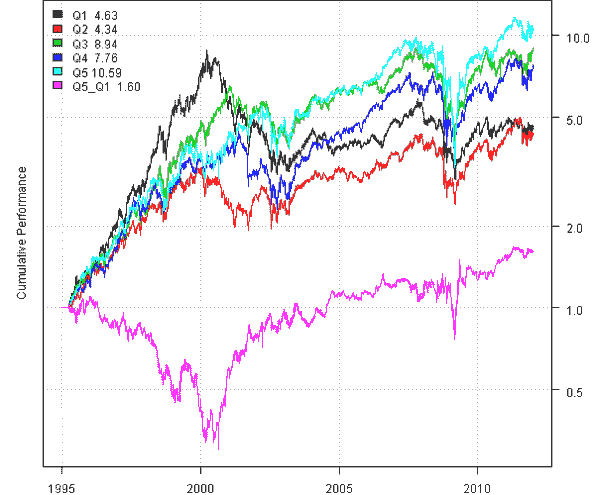 Q1 4.63
Q2 4.34
Q3 8.94
Q4 7.76
Q5 10.59
Q5_Q1 1.60
Cumulative Performance
10.0
5.0
2.0
1.0
0.5
1995 2000 2005 2010